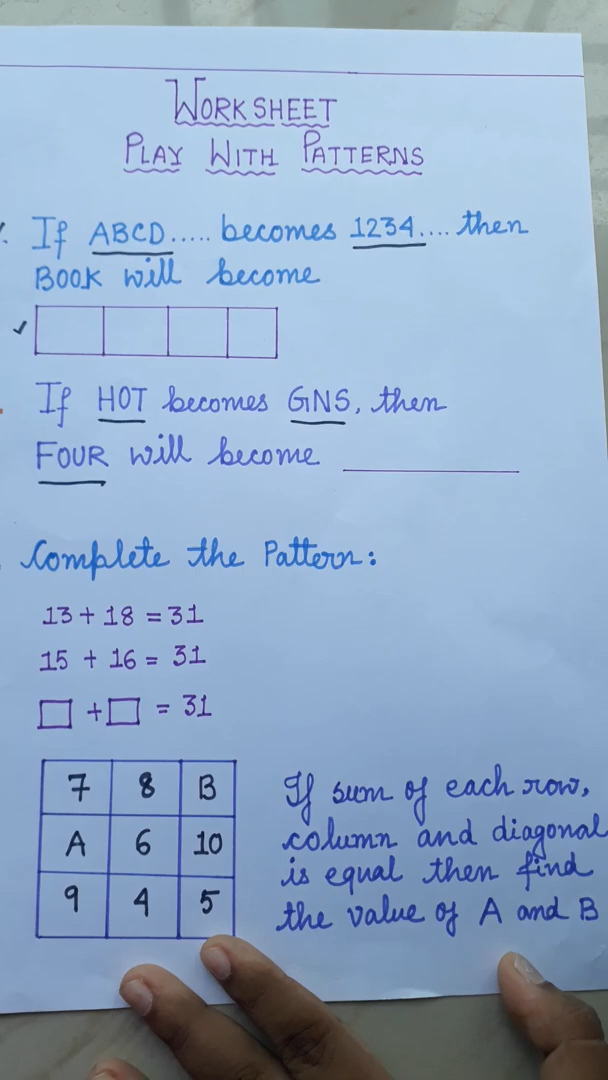 WORKSHEET
PLAY WITH PATTERNS
If ABCD..... becomes 1234.... then
BOOK will become
If HOT becomes GNS, then
FOUR will become
Complete the Pattern:
13 + 18 = 31
15 + 16 = 31
□ + □ = 31
7 8 B
A 6 10
9 4 5
If sum of each row,
column and diagonal
is equal then find
the value of A and B